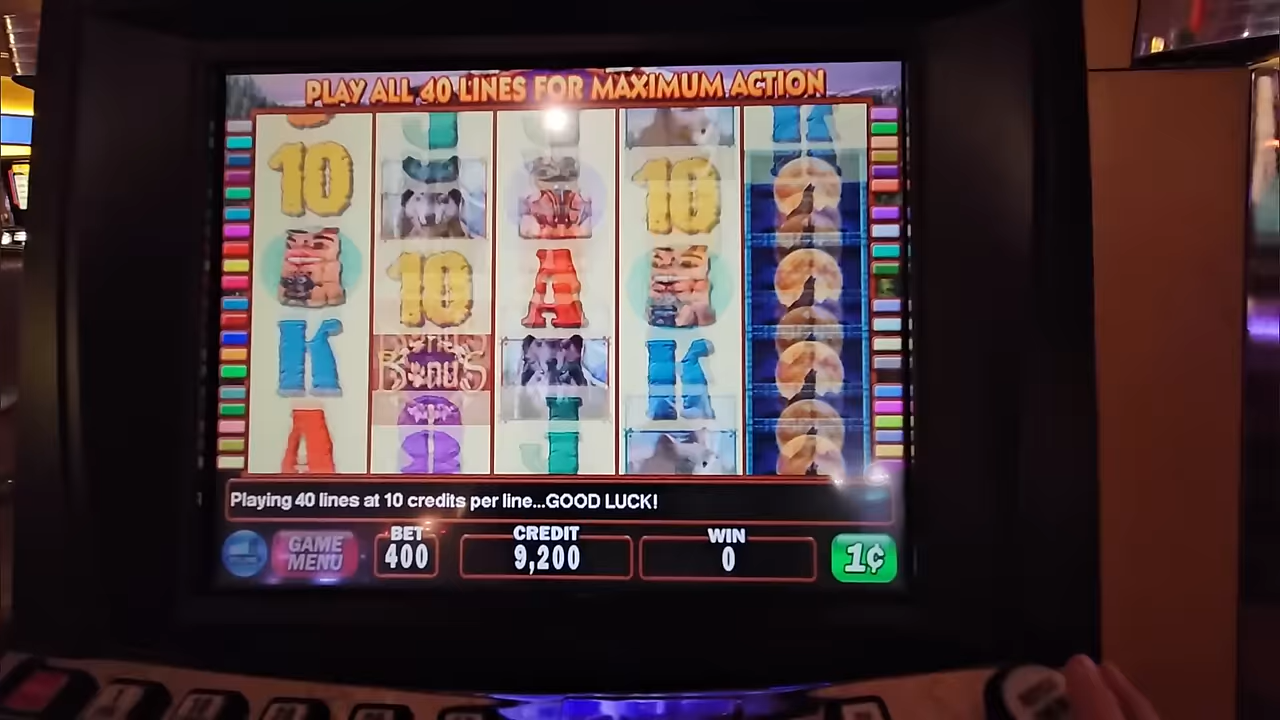 PLAY ALL 40 LINES FOR MAXIMUM ACTION
J
K
10
10
10
A
K
Bonus
K
A
J
Playing 40 lines at 10 credits per line...GOOD LUCK!
BET CREDIT WIN
GAME MENU 400 9,200 0 1¢